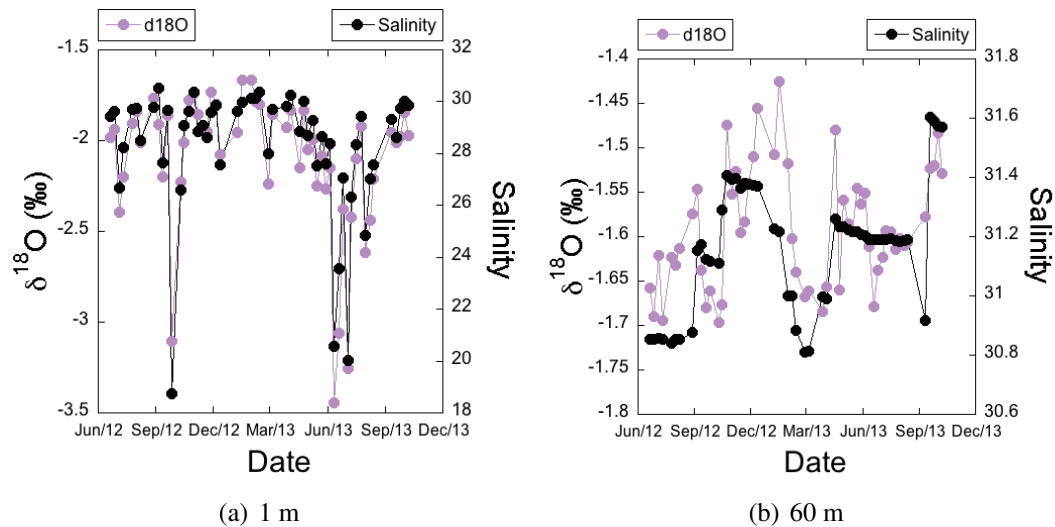 d18O Salinity
-1.5
-2
-2.5
-3
-3.5
δ 18O (‰)
32
30
28
26
24
22
20
18
Salinity
Jun/12 Sep/12 Dec/12 Mar/13 Jun/13 Sep/13 Dec/13
Date
(a) 1 m
d18O Salinity
-1.4
-1.45
-1.5
-1.55
-1.6
-1.65
-1.7
-1.75
-1.8
δ 18O (‰)
31.8
31.6
31.4
31.2
31
30.8
30.6
Salinity
Jun/12 Sep/12 Dec/12 Mar/13 Jun/13 Sep/13 Dec/13
Date
(b) 60 m